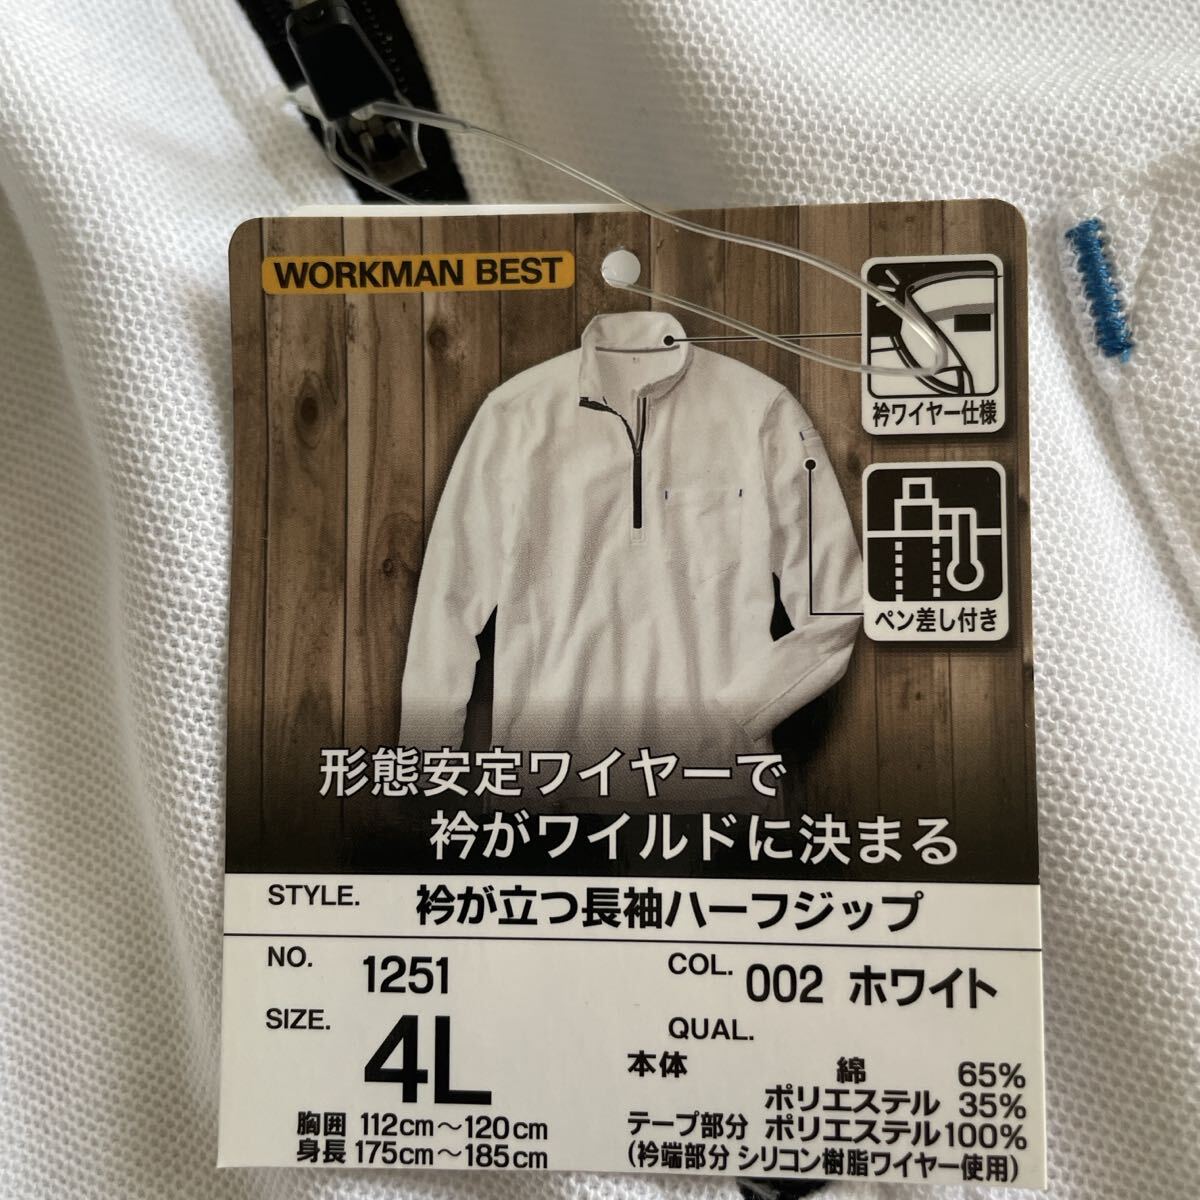 WORKMAN BEST
衿ワイヤー仕様
ペン差し付き
形態安定ワイヤーで
衿がワイルドに決まる
STYLE. 衿が立つ長袖ハーフジップ
NO. 1251
COL. 002 ホワイト
SIZE. 4L
胸囲 112cm～120cm
身長 175cm～185cm
QUAL.
本体 綿 65%
ポリエステル 35%
テープ部分 ポリエステル100%
(衿端部分 シリコン樹脂ワイヤー使用)